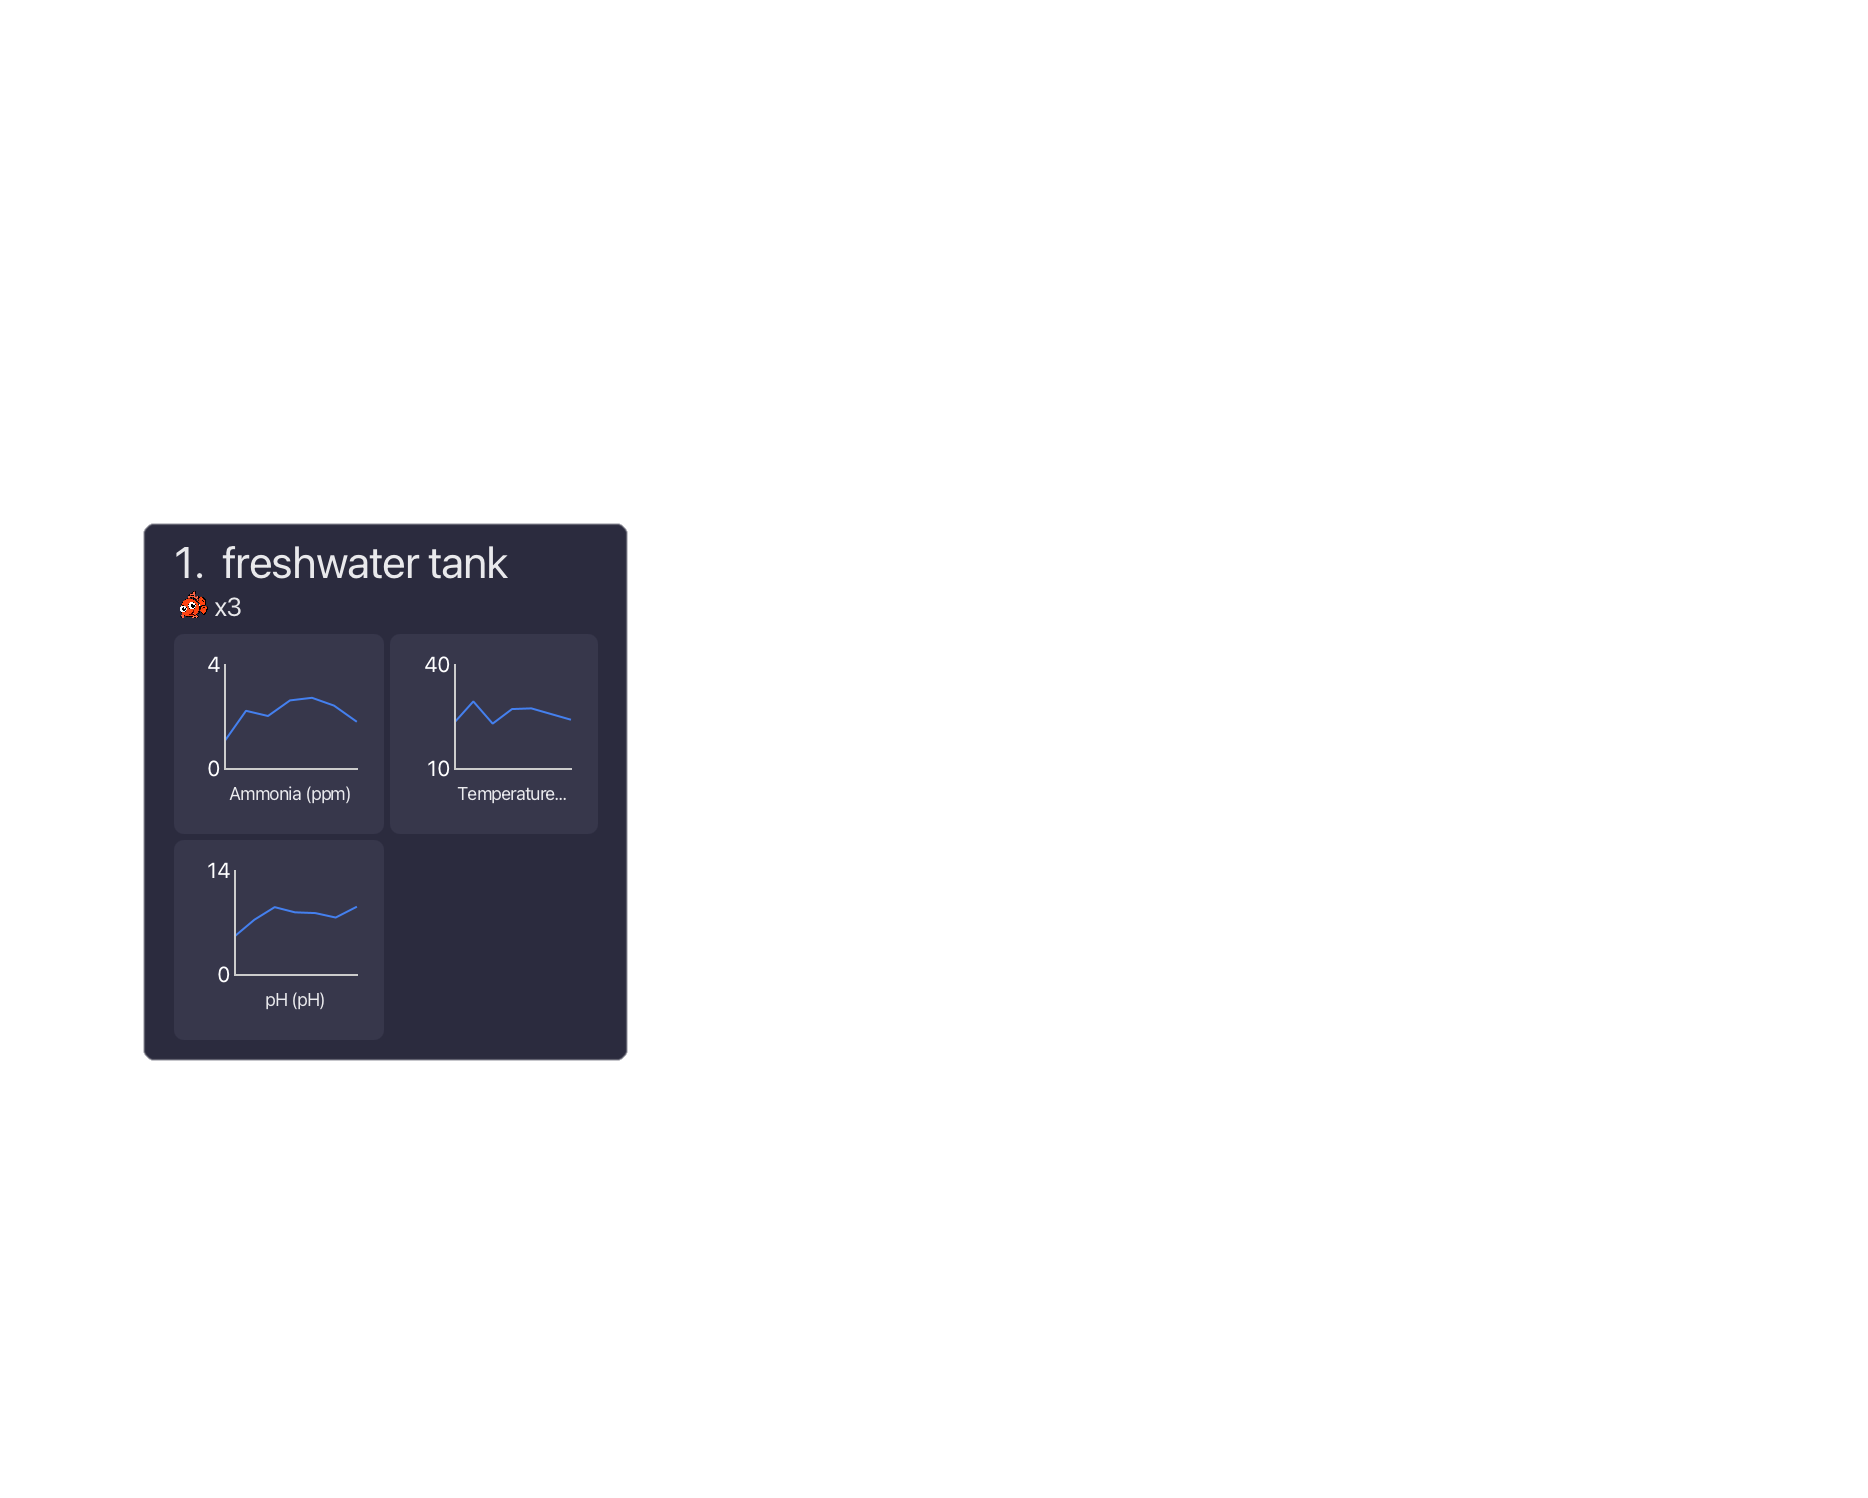 1. freshwater tank
x3
4
0
Ammonia (ppm)
40
10
Temperature...
14
0
pH (pH)